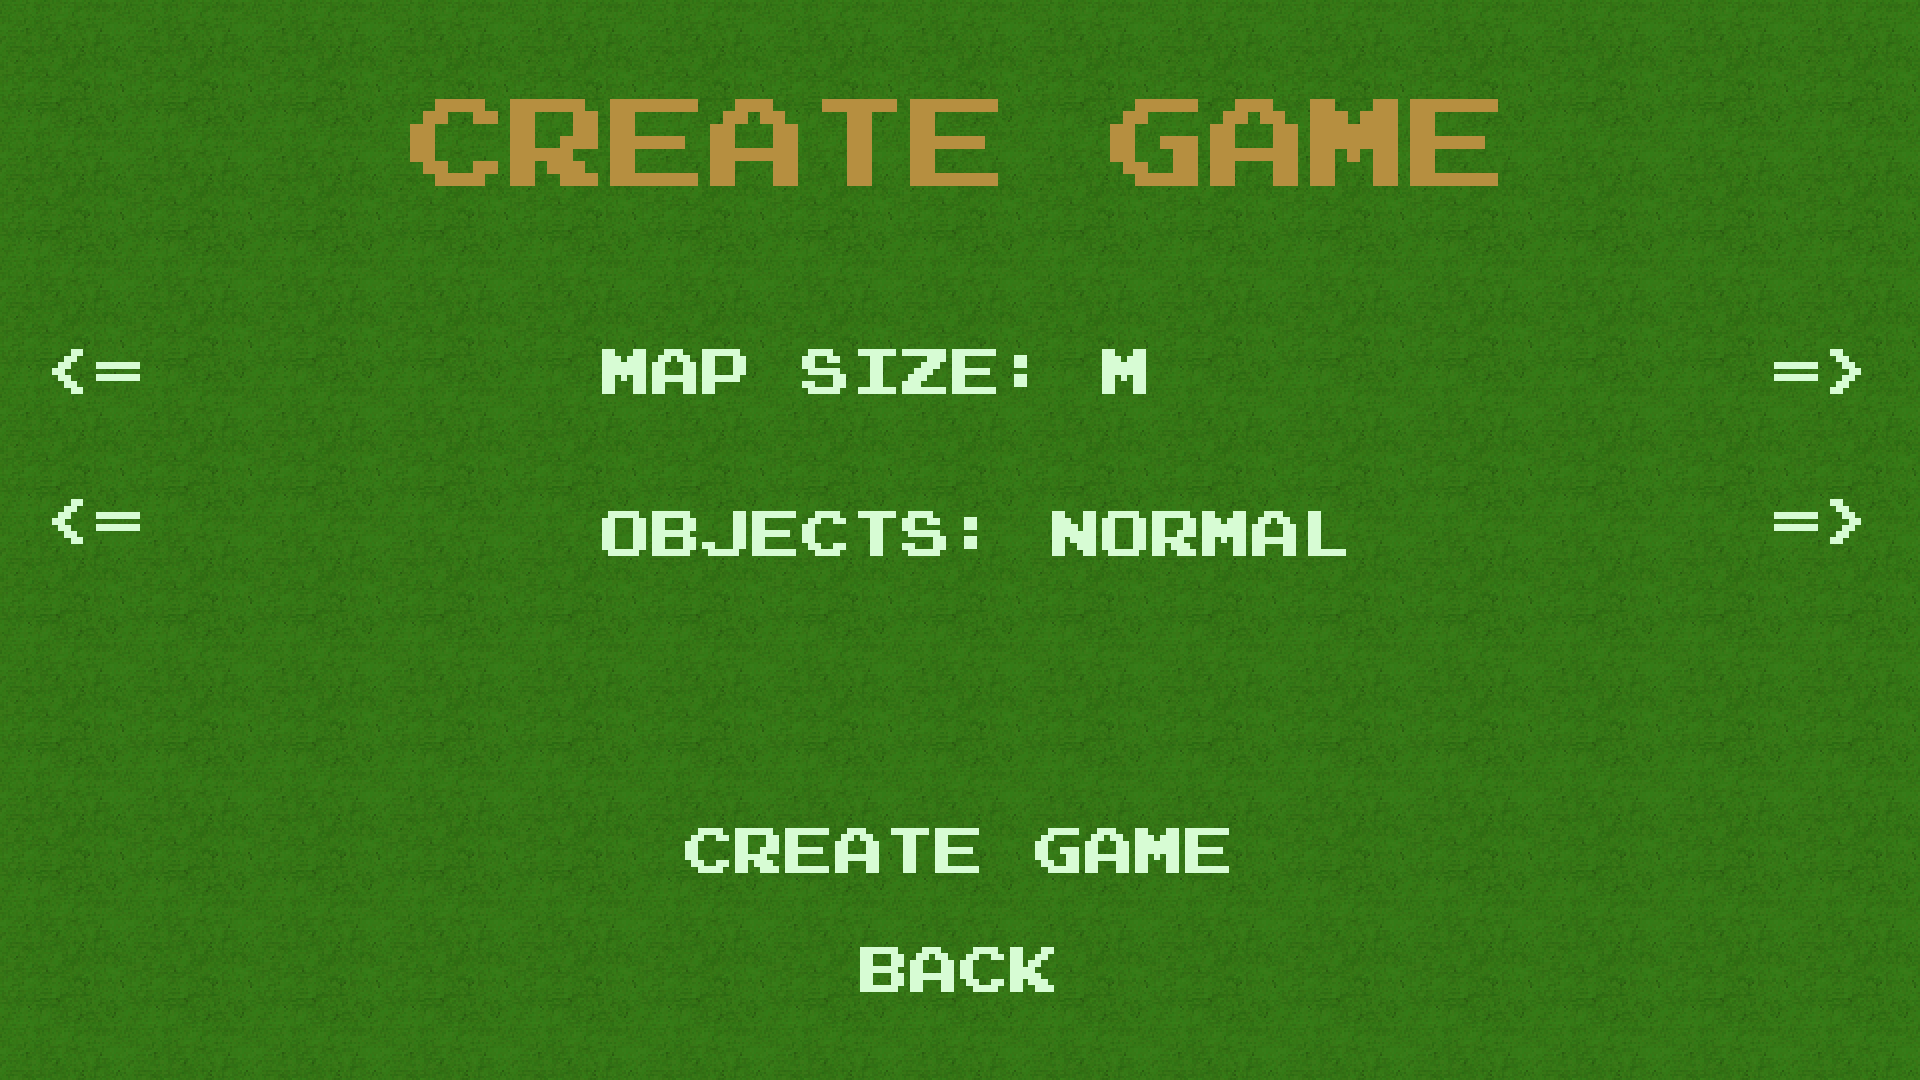 CREATE GAME
<= MAP SIZE: M =>
<= OBJECTS: NORMAL =>
CREATE GAME
BACK